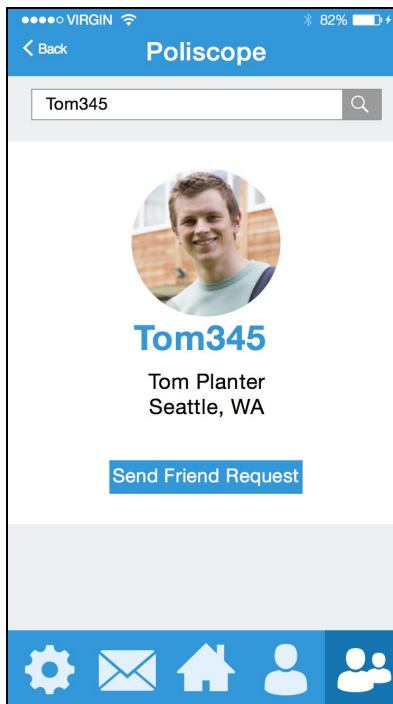 VIRGIN 82%
Back Poliscope
Tom345
Tom345
Tom Planter
Seattle, WA
Send Friend Request